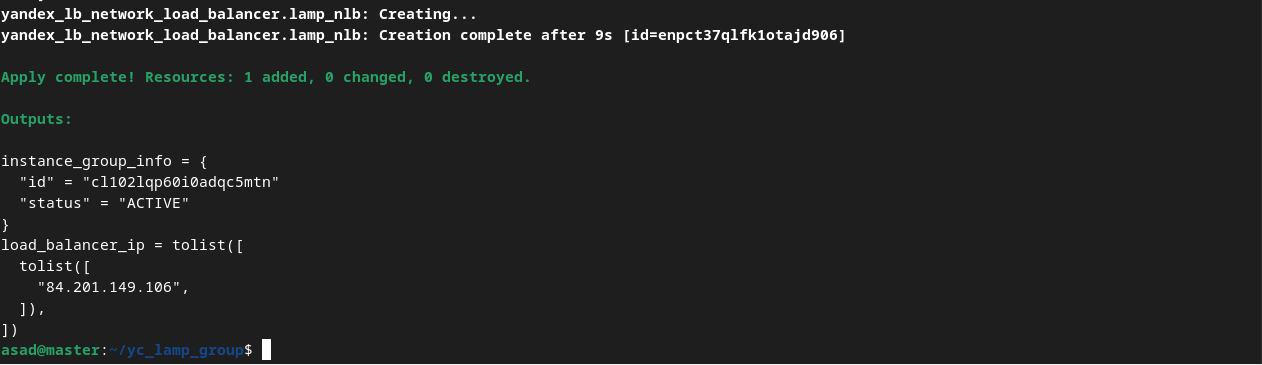 yandex_lb_network_load_balancer.lamp_nlb: Creating...
yandex_lb_network_load_balancer.lamp_nlb: Creation complete after 9s [id=enpct37qlfk1otajd906]
Apply complete! Resources: 1 added, 0 changed, 0 destroyed.
Outputs:
instance_group_info = {
  "id" = "cl102lqp60i0adqc5mtn"
  "status" = "ACTIVE"
}
load_balancer_ip = tolist([
  tolist([
    "84.201.149.106",
  ]),
])
asad@master:~/yc_lamp_group$